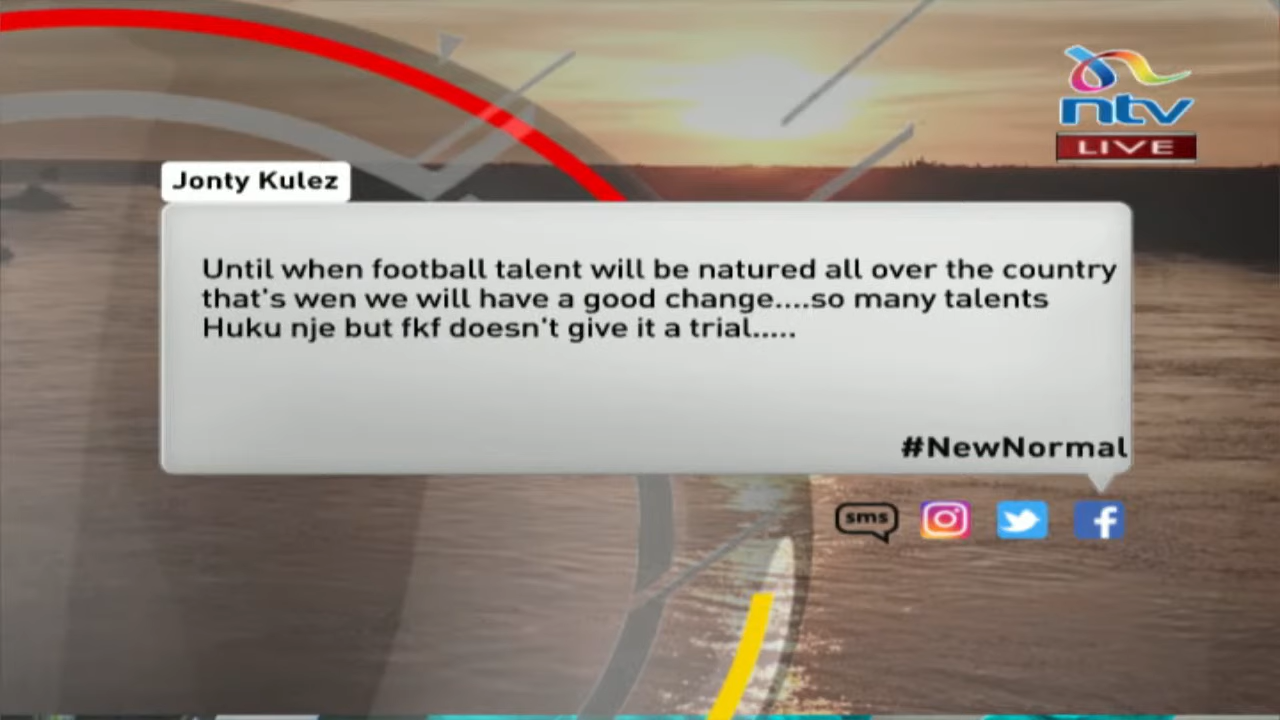 ntv
LIVE
Jonty Kulez
Until when football talent will be natured all over the country
that's wen we will have a good change....so many talents
Huku nje but fkf doesn't give it a trial.....
#NewNormal
sms